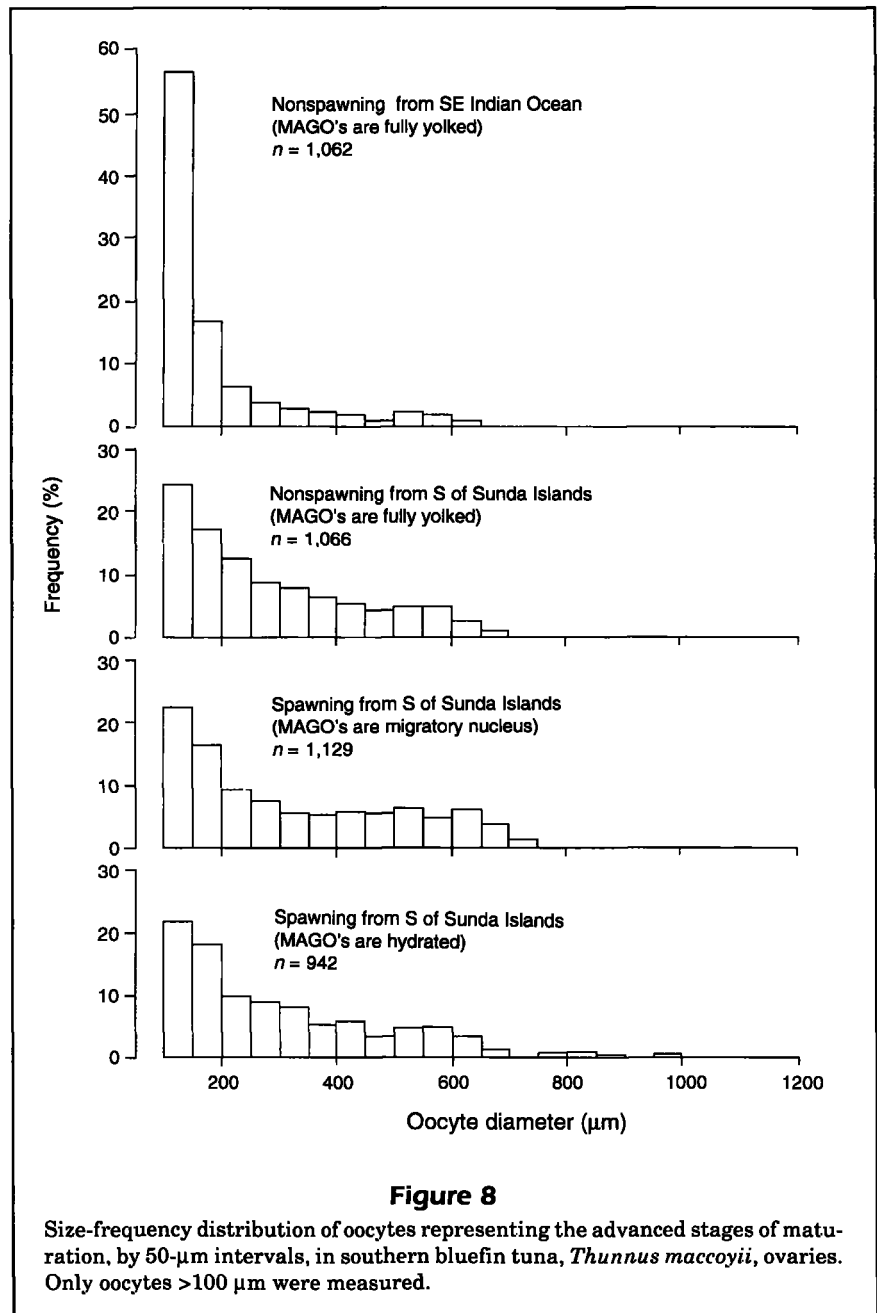 60
50
40
30
20
10
0
Nonspawning from SE Indian Ocean
(MAGO's are fully yolked)
n = 1,062
30
20
10
0
Nonspawning from S of Sunda Islands
(MAGO's are fully yolked)
n = 1,066
Frequency (%)
30
20
10
0
Spawning from S of Sunda Islands
(MAGO's are migratory nucleus)
n = 1,129
30
20
10
0
Spawning from S of Sunda Islands
(MAGO's are hydrated)
n = 942
200 400 600 800 1000 1200
Oocyte diameter (µm)
Figure 8
Size-frequency distribution of oocytes representing the advanced stages of matu-
ration, by 50-µm intervals, in southern bluefin tuna, Thunnus maccoyii, ovaries.
Only oocytes >100 µm were measured.